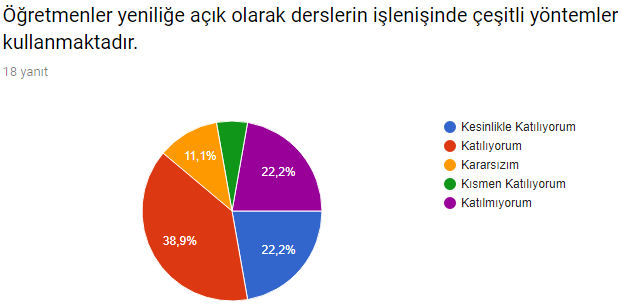 Öğretmenler yeniliğe açık olarak derslerin işlenişinde çeşitli yöntemler
kullanmaktadır.
18 yanıt
Kesinlikle Katılıyorum
Katılıyorum
Kararsızım
Kısmen Katılıyorum
Katılmıyorum
11,1%
22,2%
38,9%
22,2%